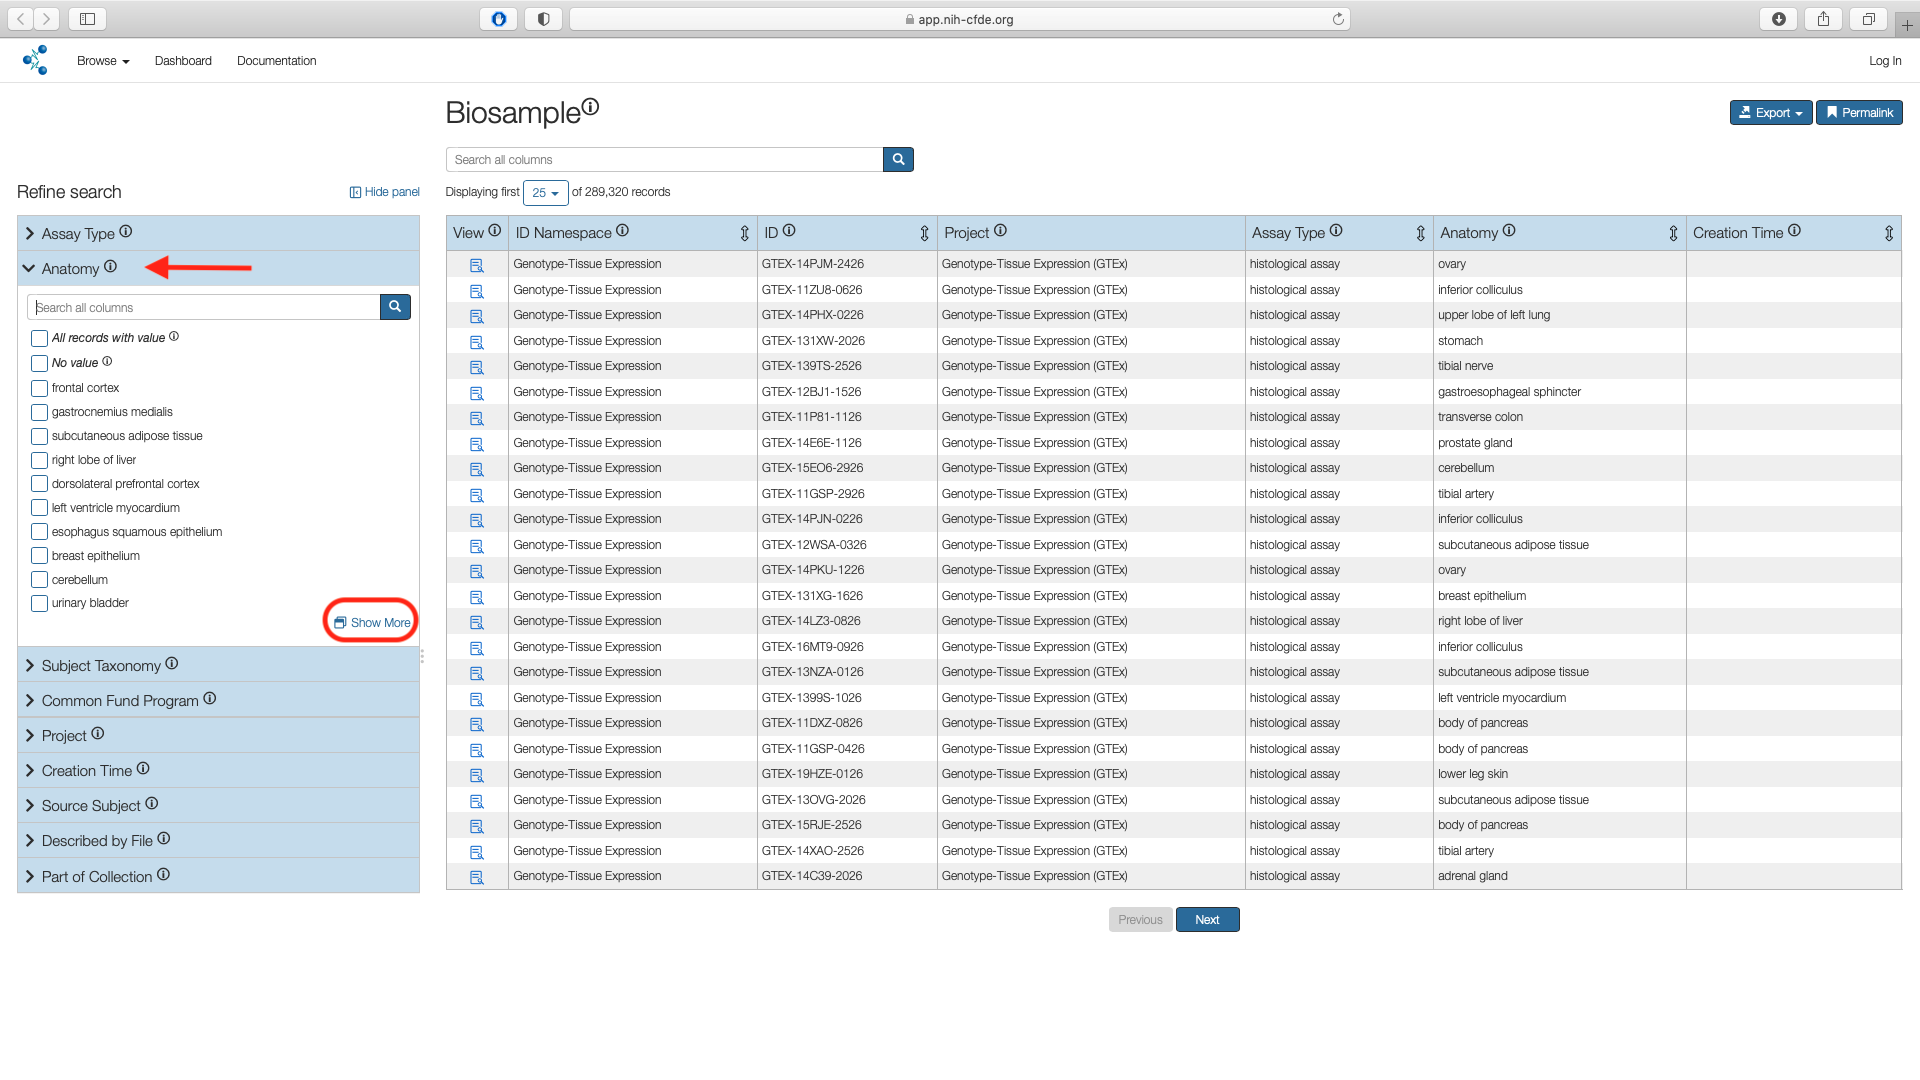 app.nih-cfde.org
Browse Dashboard Documentation Log In
Biosample
Export Permalink
Search all columns
Displaying first 25 of 289,320 records
Refine search Hide panel
Assay Type
Anatomy
Search all columns
All records with value
No value
frontal cortex
gastrocnemius medialis
subcutaneous adipose tissue
right lobe of liver
dorsolateral prefrontal cortex
left ventricle myocardium
esophagus squamous epithelium
breast epithelium
cerebellum
urinary bladder
Show More
Subject Taxonomy
Common Fund Program
Project
Creation Time
Source Subject
Described by File
Part of Collection
View ID Namespace ID Project Assay Type Anatomy Creation Time
Genotype-Tissue Expression GTEX-14PJM-2426 Genotype-Tissue Expression (GTEx) histological assay ovary
Genotype-Tissue Expression GTEX-11ZU8-0626 Genotype-Tissue Expression (GTEx) histological assay inferior colliculus
Genotype-Tissue Expression GTEX-14PHX-0226 Genotype-Tissue Expression (GTEx) histological assay upper lobe of left lung
Genotype-Tissue Expression GTEX-131XW-2026 Genotype-Tissue Expression (GTEx) histological assay stomach
Genotype-Tissue Expression GTEX-139TS-2526 Genotype-Tissue Expression (GTEx) histological assay tibial nerve
Genotype-Tissue Expression GTEX-12BJ1-1526 Genotype-Tissue Expression (GTEx) histological assay gastroesophageal sphincter
Genotype-Tissue Expression GTEX-11P81-1126 Genotype-Tissue Expression (GTEx) histological assay transverse colon
Genotype-Tissue Expression GTEX-14E6E-1126 Genotype-Tissue Expression (GTEx) histological assay prostate gland
Genotype-Tissue Expression GTEX-15EO6-2926 Genotype-Tissue Expression (GTEx) histological assay cerebellum
Genotype-Tissue Expression GTEX-11GSP-2926 Genotype-Tissue Expression (GTEx) histological assay tibial artery
Genotype-Tissue Expression GTEX-14PJN-0226 Genotype-Tissue Expression (GTEx) histological assay inferior colliculus
Genotype-Tissue Expression GTEX-12WSA-0326 Genotype-Tissue Expression (GTEx) histological assay subcutaneous adipose tissue
Genotype-Tissue Expression GTEX-14PKU-1226 Genotype-Tissue Expression (GTEx) histological assay ovary
Genotype-Tissue Expression GTEX-131XG-1626 Genotype-Tissue Expression (GTEx) histological assay breast epithelium
Genotype-Tissue Expression GTEX-14LZ3-0826 Genotype-Tissue Expression (GTEx) histological assay right lobe of liver
Genotype-Tissue Expression GTEX-16MT9-0926 Genotype-Tissue Expression (GTEx) histological assay inferior colliculus
Genotype-Tissue Expression GTEX-13NZA-0126 Genotype-Tissue Expression (GTEx) histological assay subcutaneous adipose tissue
Genotype-Tissue Expression GTEX-1399S-1026 Genotype-Tissue Expression (GTEx) histological assay left ventricle myocardium
Genotype-Tissue Expression GTEX-11DXZ-0826 Genotype-Tissue Expression (GTEx) histological assay body of pancreas
Genotype-Tissue Expression GTEX-11GSP-0426 Genotype-Tissue Expression (GTEx) histological assay body of pancreas
Genotype-Tissue Expression GTEX-19HZE-0126 Genotype-Tissue Expression (GTEx) histological assay lower leg skin
Genotype-Tissue Expression GTEX-13OVG-2026 Genotype-Tissue Expression (GTEx) histological assay subcutaneous adipose tissue
Genotype-Tissue Expression GTEX-15RJE-2526 Genotype-Tissue Expression (GTEx) histological assay body of pancreas
Genotype-Tissue Expression GTEX-14XAO-2526 Genotype-Tissue Expression (GTEx) histological assay tibial artery
Genotype-Tissue Expression GTEX-14C39-2026 Genotype-Tissue Expression (GTEx) histological assay adrenal gland
Previous Next